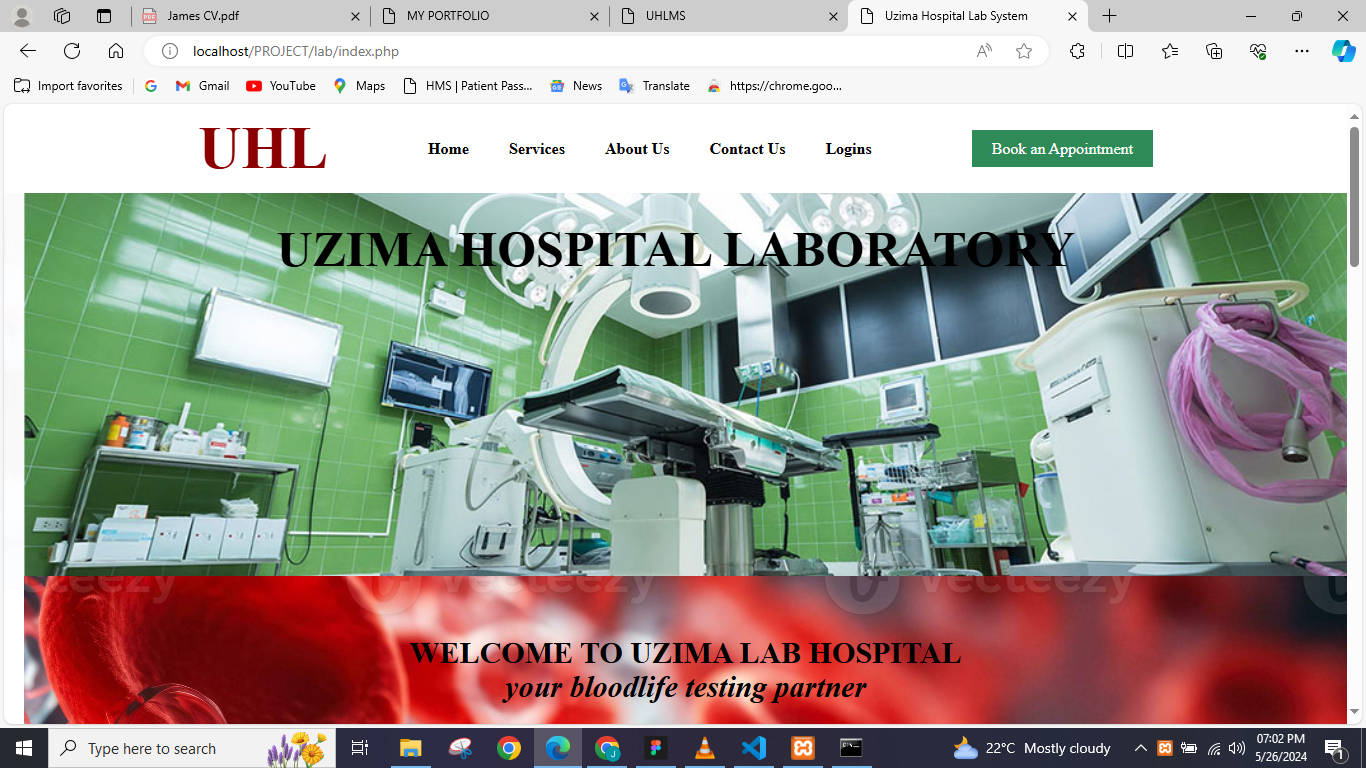 James CV.pdf
MY PORTFOLIO
UHLMS
Uzima Hospital Lab System
localhost/PROJECT/lab/index.php
Import favorites
Gmail
YouTube
Maps
HMS | Patient Pass...
News
Translate
https://chrome.goo...
UHL
Home
Services
About Us
Contact Us
Logins
Book an Appointment
UZIMA HOSPITAL LABORATORY
vecteezy
vecteezy
vecteezy
WELCOME TO UZIMA LAB HOSPITAL
your bloodlife testing partner
Type here to search
22°C Mostly cloudy
07:02 PM
5/26/2024
1